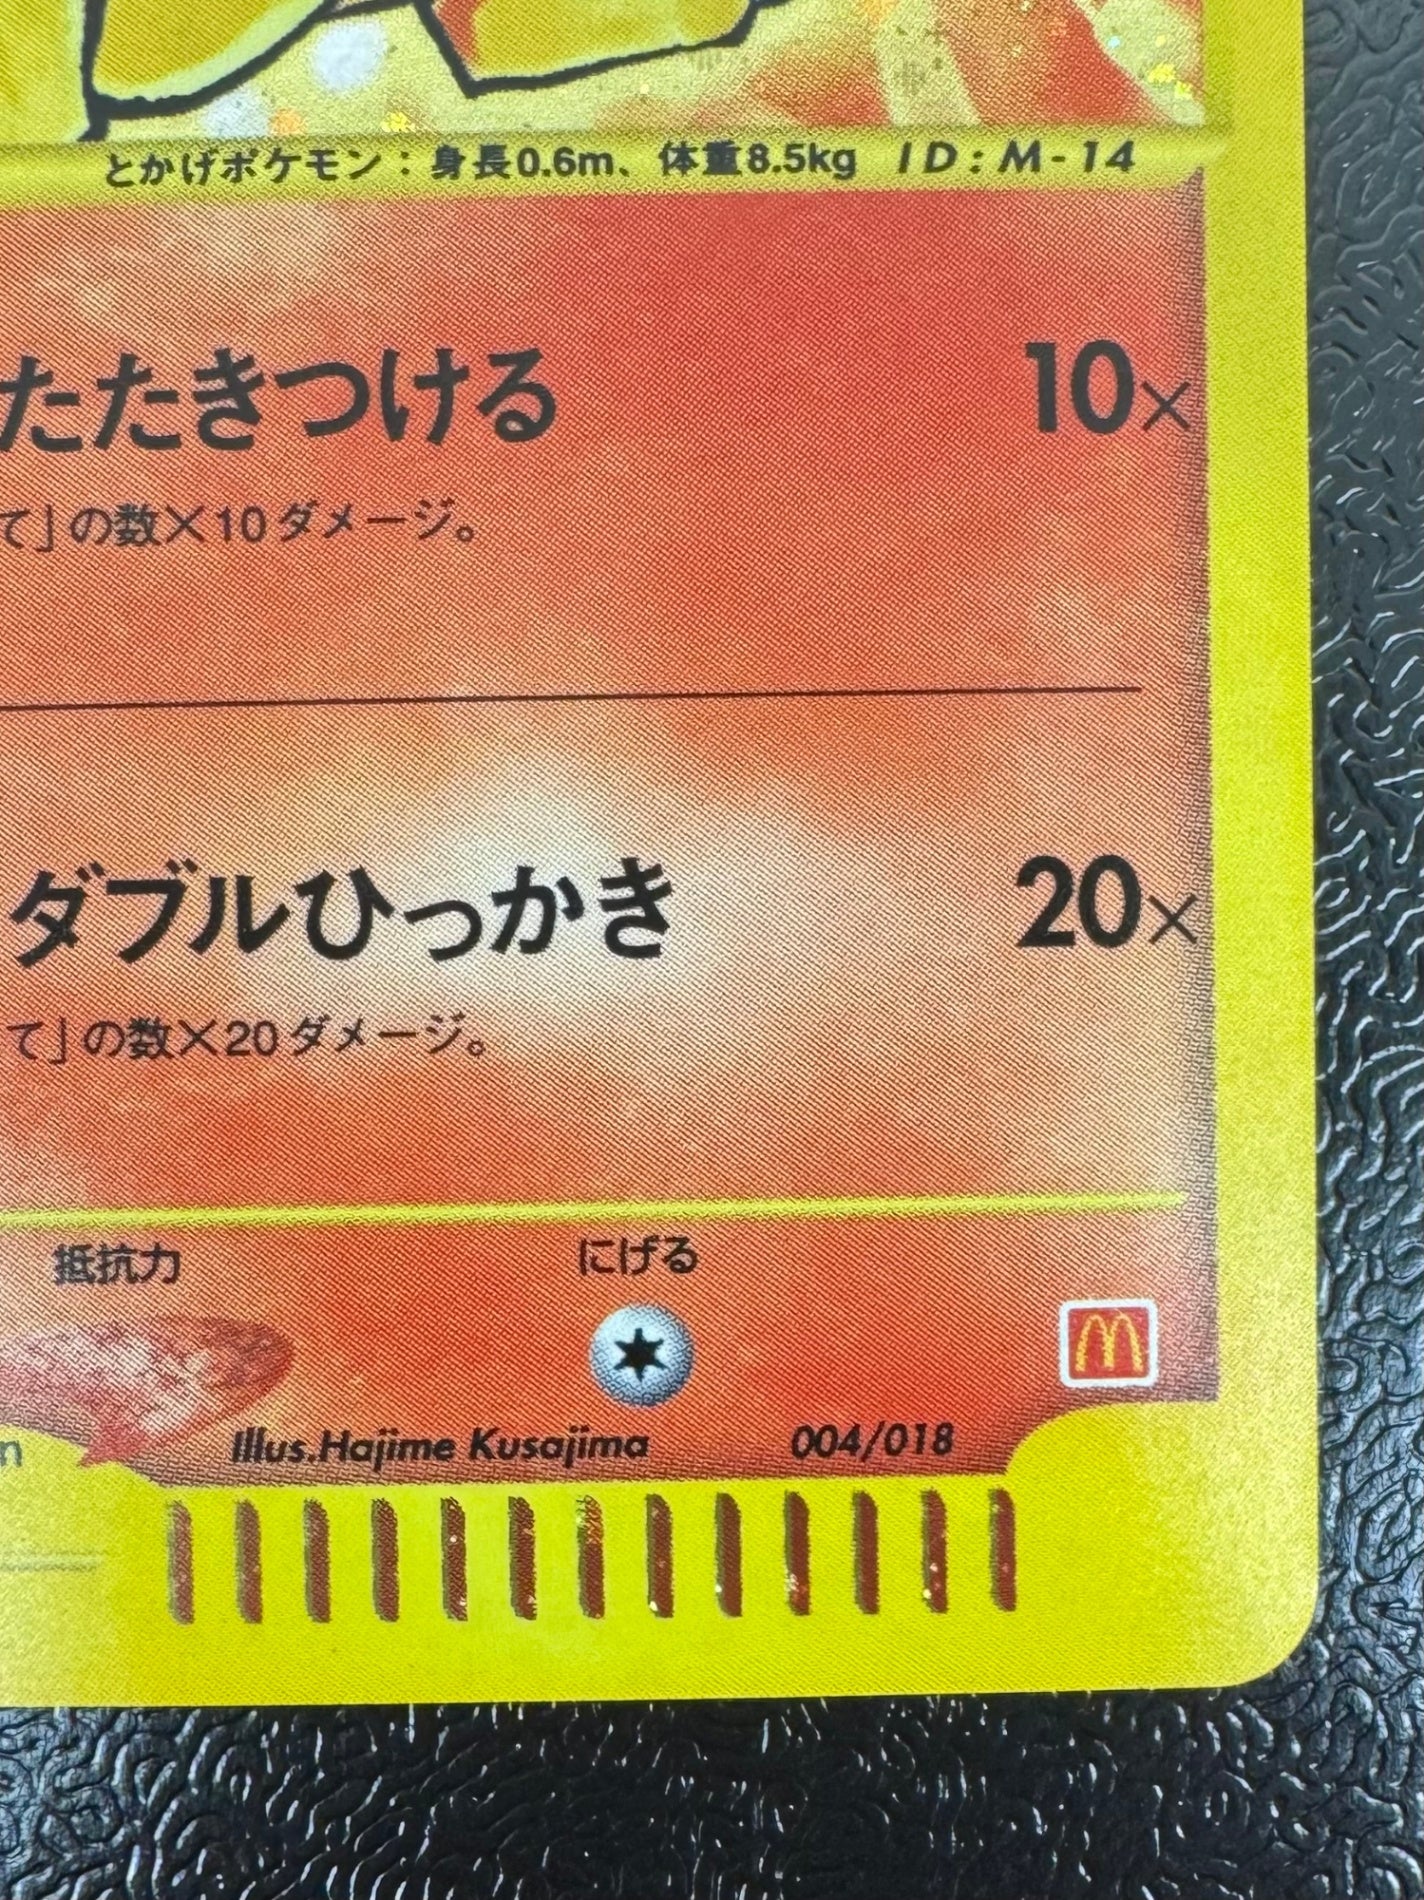 とかげポケモン：身長0.6m、体重8.5kg ID:M-14
たたきつける 10×
て」の数×10ダメージ。
ダブルひっかき 20×
て」の数×20ダメージ。
抵抗力 にげる
M
n Illus.Hajime Kusajima 004/018